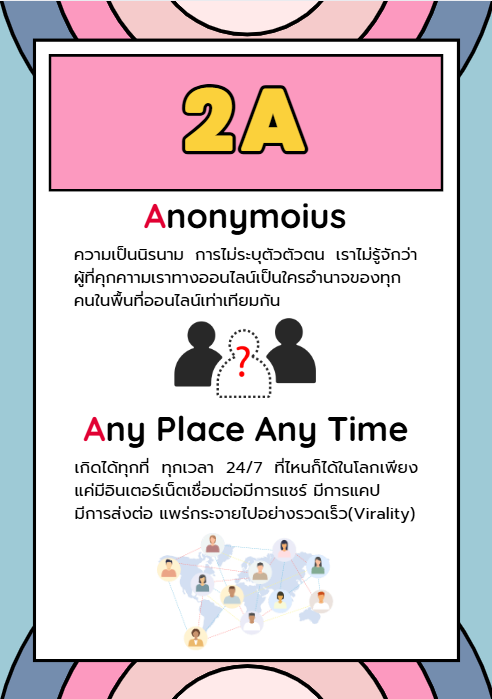 2A
Anonymoius
ความเป็นนิรนาม การไม่ระบุตัวตัวตน เราไม่รู้จักว่า
ผู้ที่คุกคาามเราทางออนไลน์เป็นใครอำนาจของทุก
คนในพื้นที่ออนไลน์เท่าเทียมกัน
?
Any Place Any Time
เกิดได้ทุกที่ ทุกเวลา 24/7 ที่ไหนก็ได้ในโลกเพียง
แค่มีอินเตอร์เน็ตเชื่อมต่อมีการแชร์ มีการแคป
มีการส่งต่อ แพร่กระจายไปอย่างรวดเร็ว(Virality)